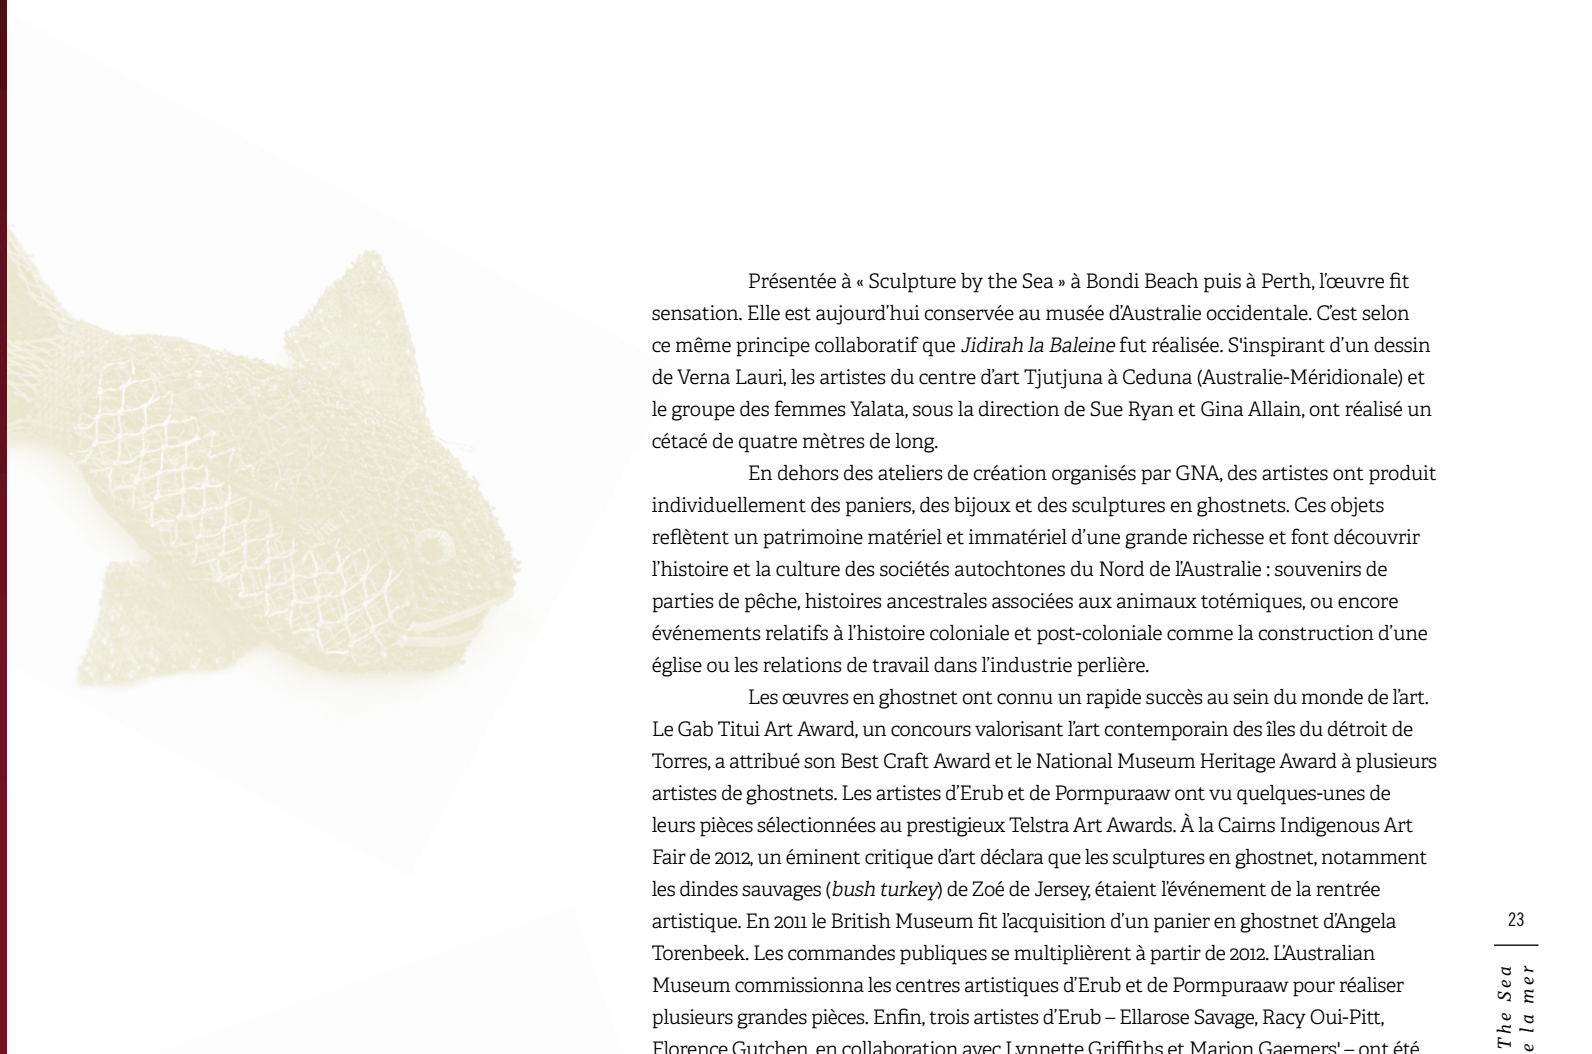 Présentée à « Sculpture by the Sea » à Bondi Beach puis à Perth, l’œuvre fit
sensation. Elle est aujourd’hui conservée au musée d’Australie occidentale. C’est selon
ce même principe collaboratif que Jidirah la Baleine fut réalisée. S'inspirant d’un dessin
de Verna Lauri, les artistes du centre d’art Tjutjuna à Ceduna (Australie-Méridionale) et
le groupe des femmes Yalata, sous la direction de Sue Ryan et Gina Allain, ont réalisé un
cétacé de quatre mètres de long.
En dehors des ateliers de création organisés par GNA, des artistes ont produit
individuellement des paniers, des bijoux et des sculptures en ghostnets. Ces objets
reflètent un patrimoine matériel et immatériel d’une grande richesse et font découvrir
l’histoire et la culture des sociétés autochtones du Nord de l’Australie : souvenirs de
parties de pêche, histoires ancestrales associées aux animaux totémiques, ou encore
événements relatifs à l’histoire coloniale et post-coloniale comme la construction d’une
église ou les relations de travail dans l’industrie perlière.
Les œuvres en ghostnet ont connu un rapide succès au sein du monde de l’art.
Le Gab Titui Art Award, un concours valorisant l’art contemporain des îles du détroit de
Torres, a attribué son Best Craft Award et le National Museum Heritage Award à plusieurs
artistes de ghostnets. Les artistes d’Erub et de Pormpuraaw ont vu quelques-unes de
leurs pièces sélectionnées au prestigieux Telstra Art Awards. À la Cairns Indigenous Art
Fair de 2012, un éminent critique d’art déclara que les sculptures en ghostnet, notamment
les dindes sauvages (bush turkey) de Zoé de Jersey, étaient l’événement de la rentrée
artistique. En 2011 le British Museum fit l’acquisition d’un panier en ghostnet d’Angela
Torenbeek. Les commandes publiques se multiplièrent à partir de 2012. L’Australian
Museum commissionna les centres artistiques d’Erub et de Pormpuraaw pour réaliser
plusieurs grandes pièces. Enfin, trois artistes d’Erub – Ellarose Savage, Racy Oui-Pitt,
Florence Gutchen, en collaboration avec Lynnette Griffiths et Marion Gaemers' – ont été
23
The Sea
e la mer